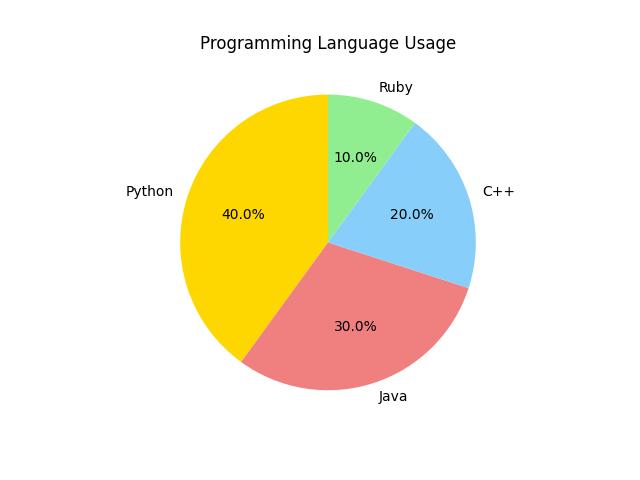 Programming Language Usage
Ruby
10.0%
Python
C++
40.0%
20.0%
30.0%
Java